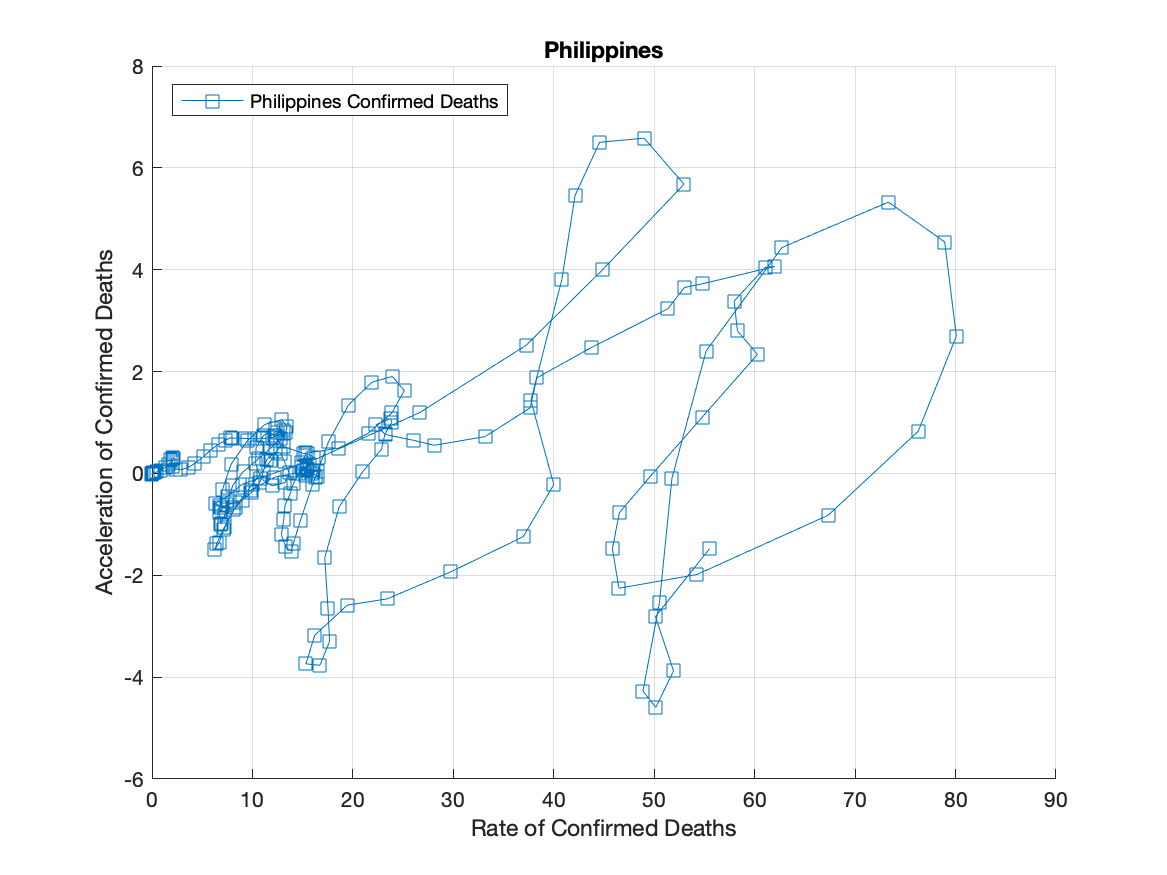 Philippines
Philippines Confirmed Deaths
8
6
4
2
0
-2
-4
-6
Acceleration of Confirmed Deaths
0 10 20 30 40 50 60 70 80 90
Rate of Confirmed Deaths